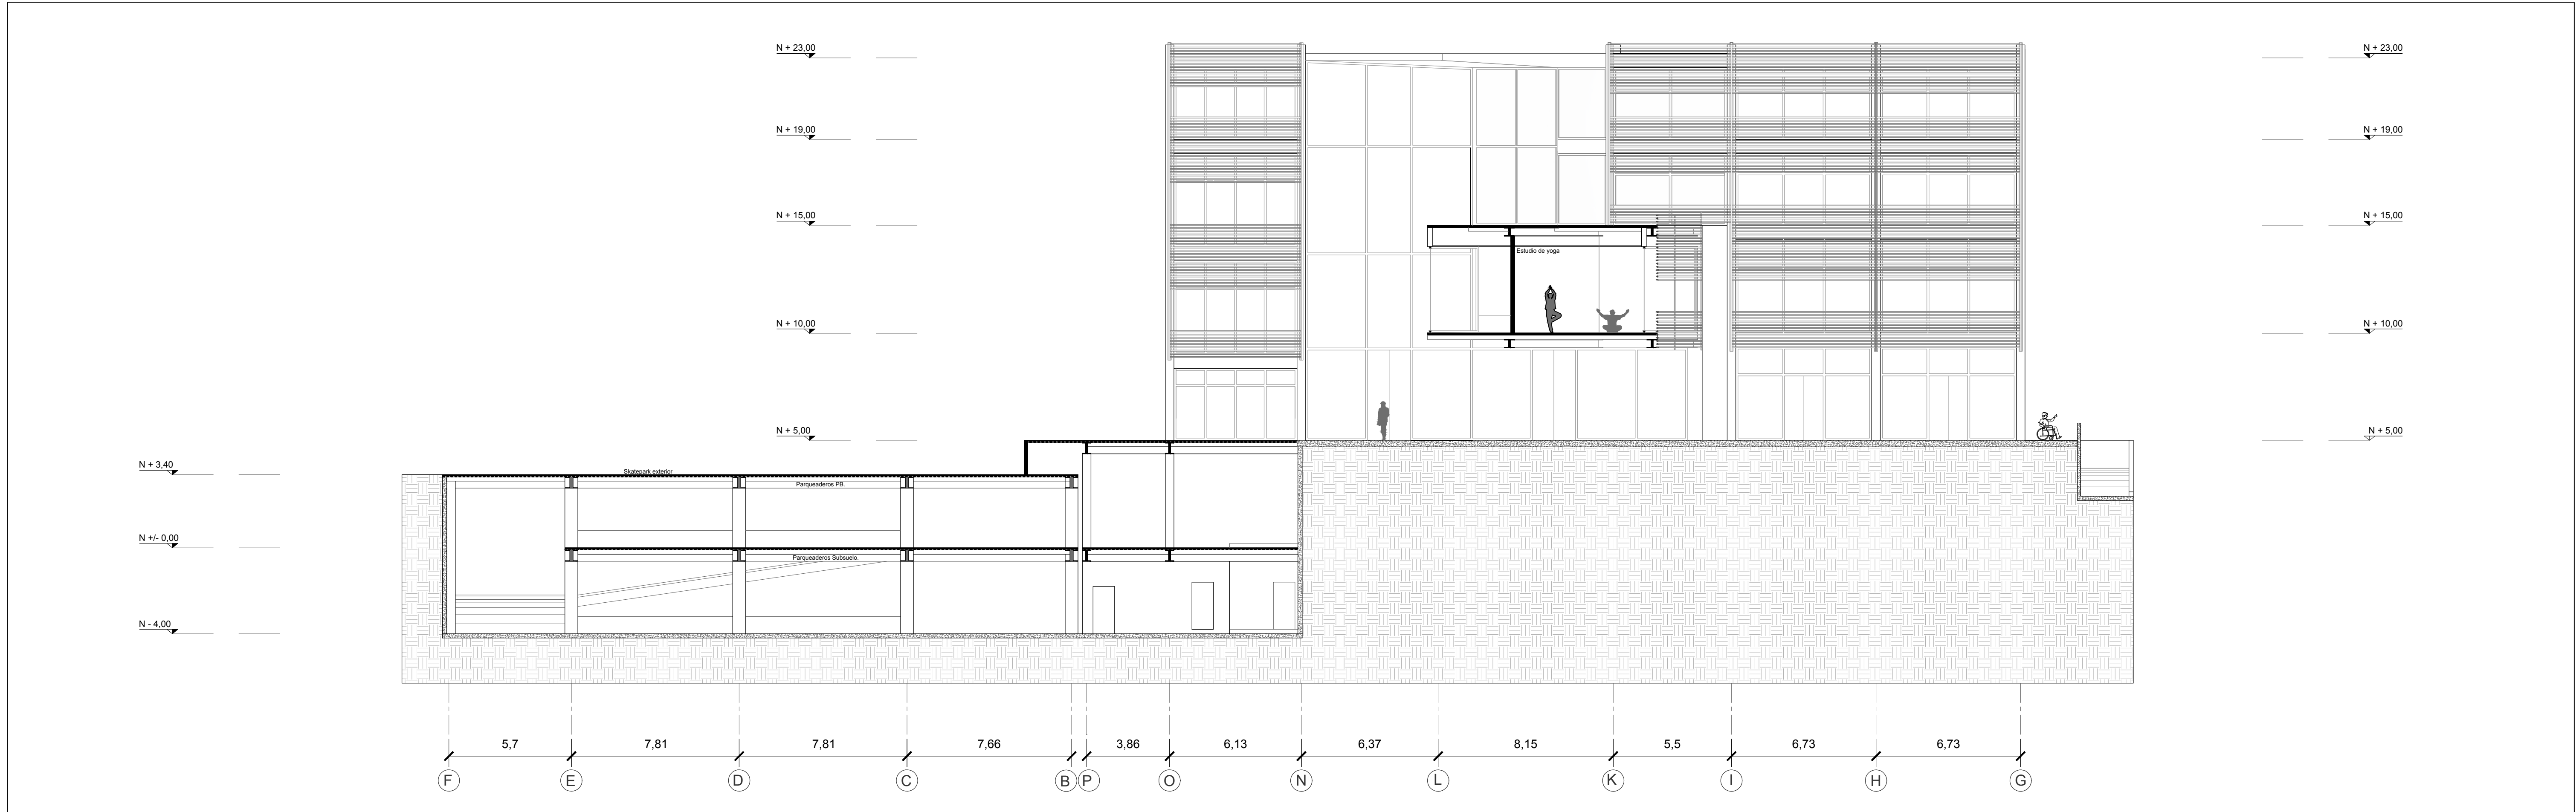 N + 23,00
N + 23,00
N + 19,00
N + 19,00
N + 15,00
N + 15,00
Estudio de yoga
N + 10,00
N + 10,00
N + 5,00
N + 5,00
N + 3,40
Skatepark exterior
Parqueaderos PB.
N +/- 0,00
Parqueaderos Subsuelo.
N - 4,00
5,7 7,81 7,81 7,66 3,86 6,13 6,37 8,15 5,5 6,73 6,73
F E D C B P O N L K I H G